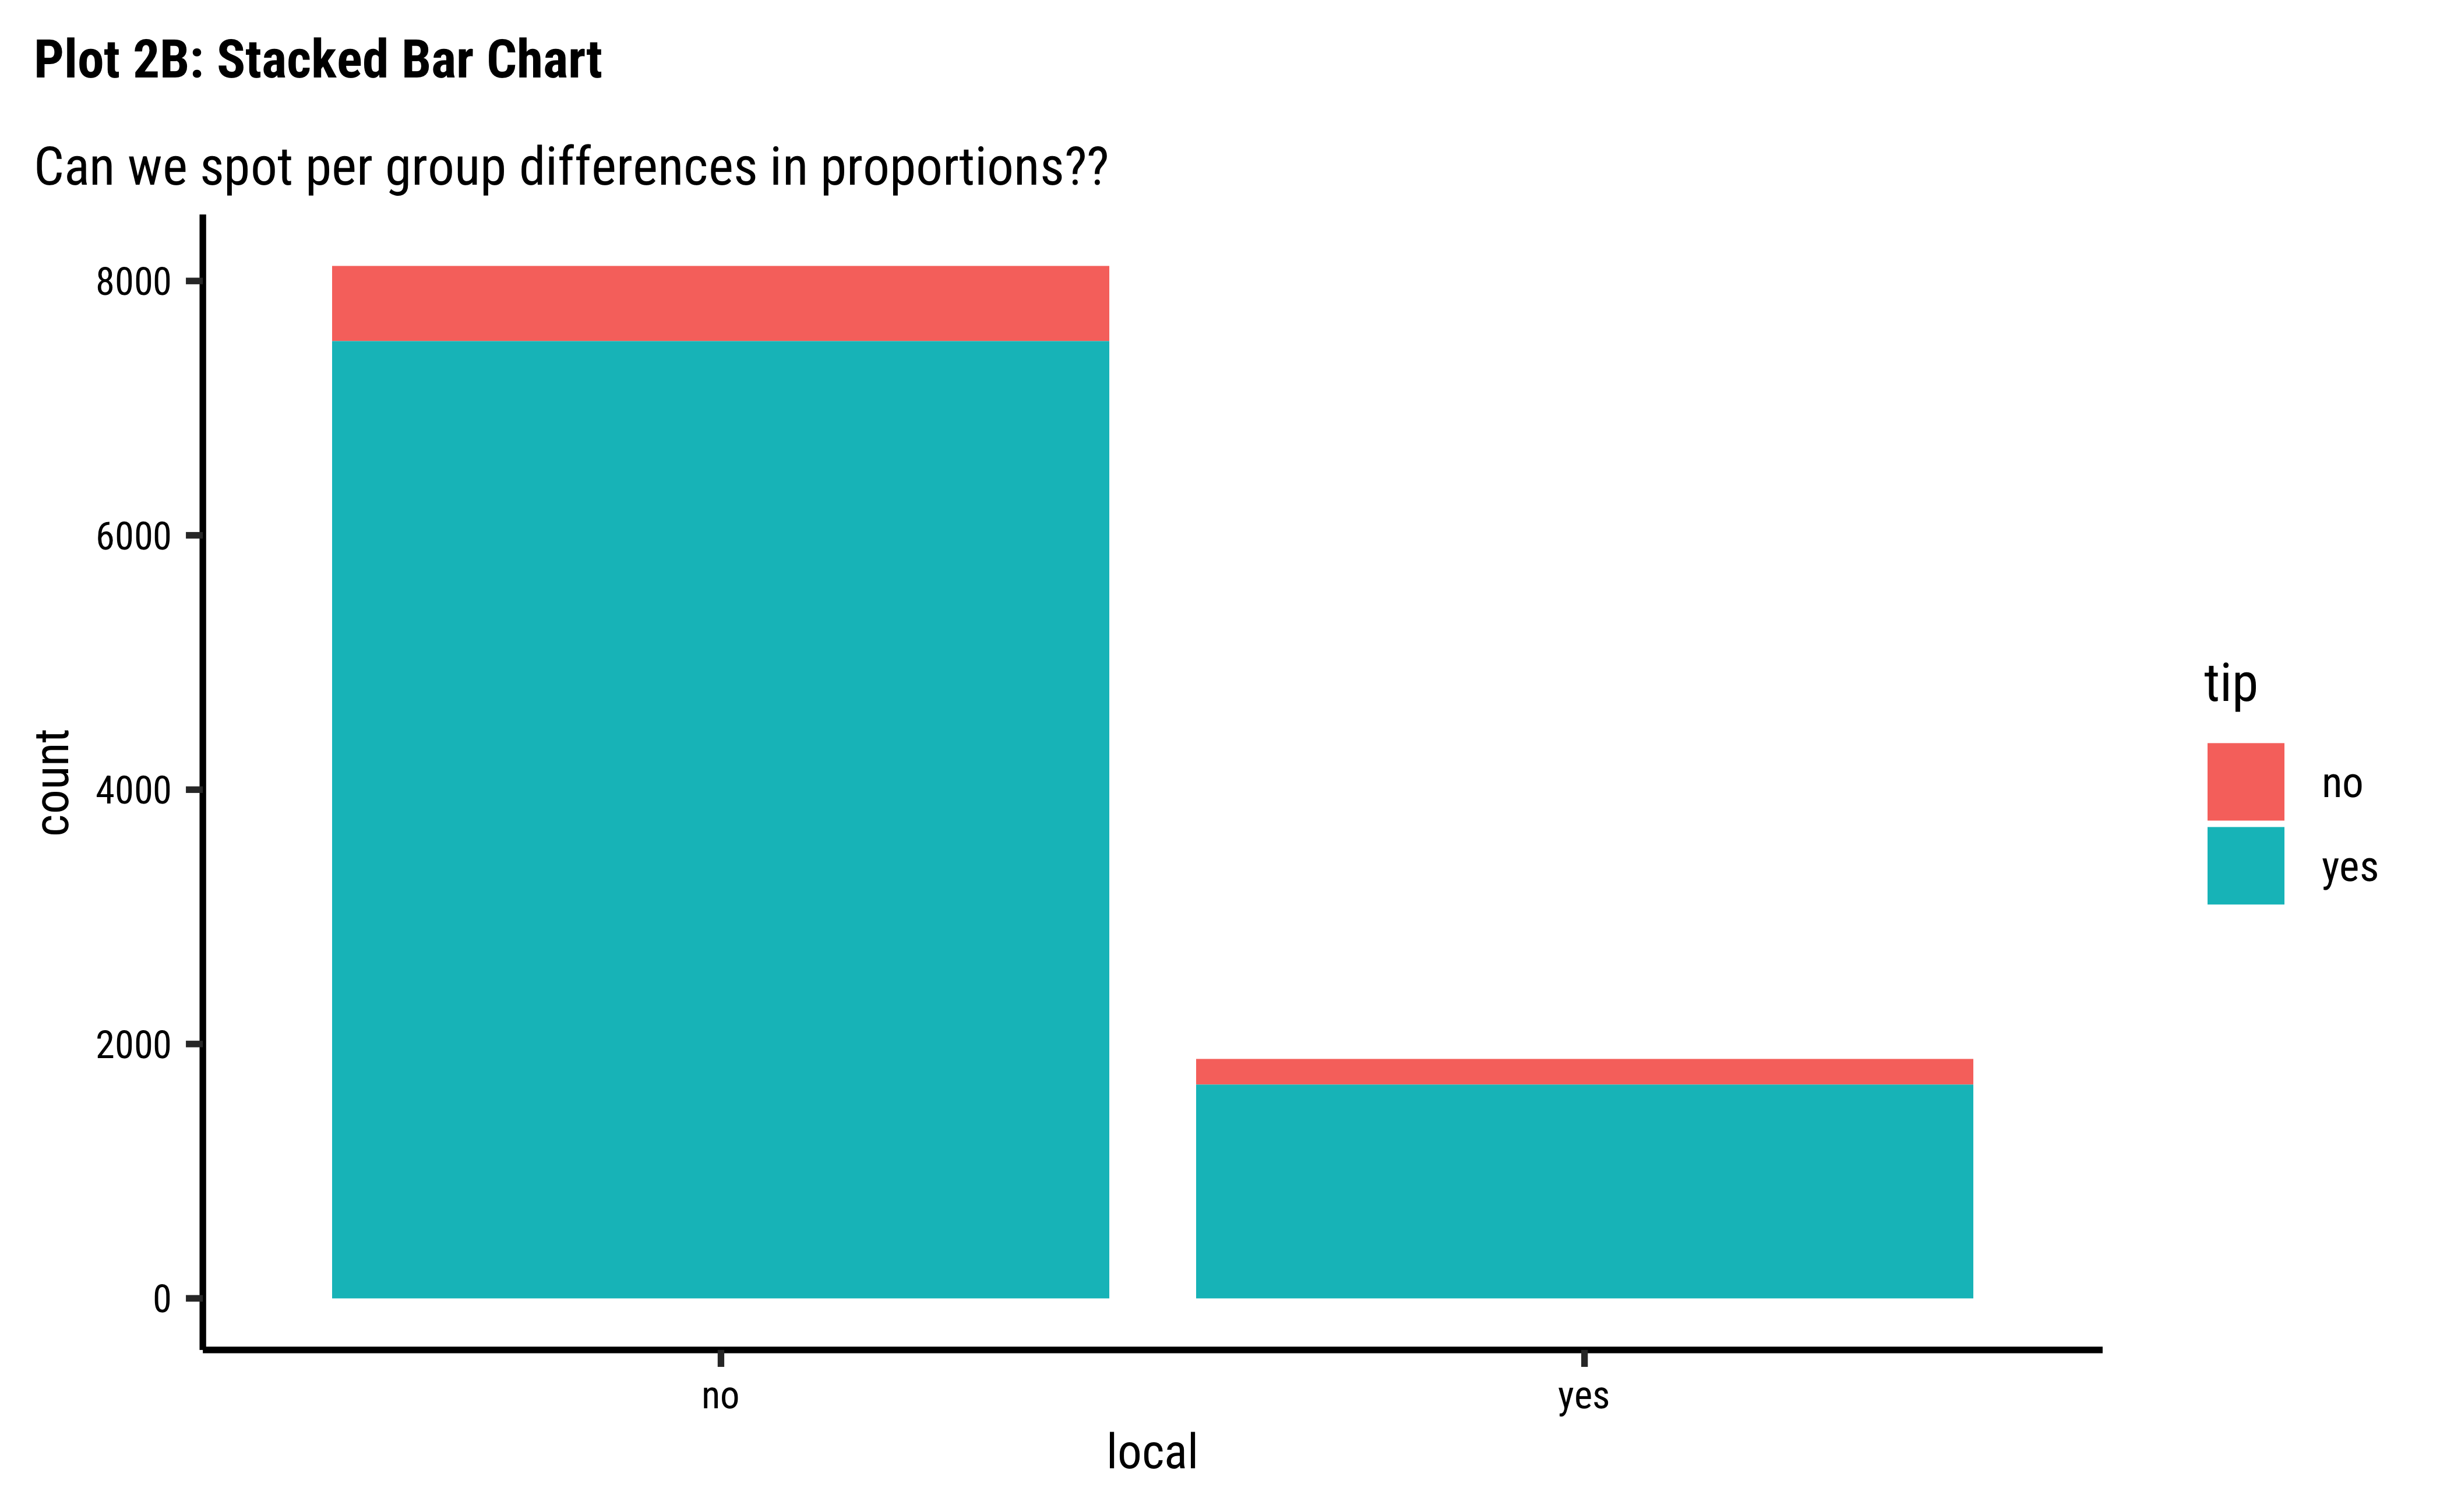 Plot 2B: Stacked Bar Chart
Can we spot per group differences in proportions??
8000
6000
4000
2000
0
count
no
yes
local
tip
no
yes